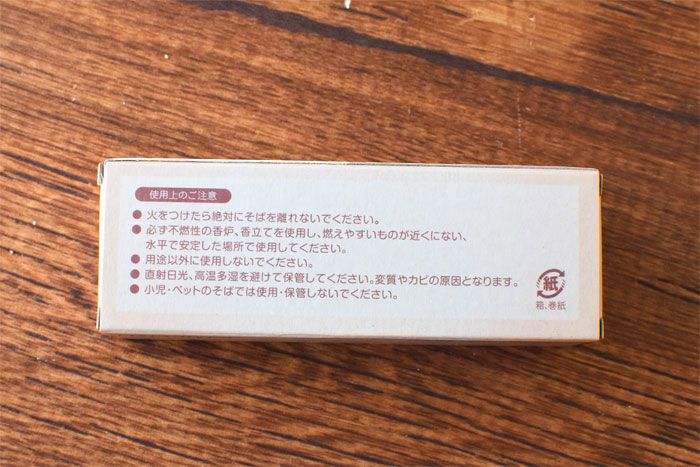 使用上のご注意
● 火をつけたら絶対にそばを離れないでください。
● 必ず不燃性の香炉、香立てを使用し、燃えやすいものが近くにない、
水平で安定した場所で使用してください。
● 用途以外に使用しないでください。
● 直射日光、高温多湿を避けて保管してください。変質やカビの原因となります。
● 小児・ペットのそばでは使用・保管しないでください。
紙
箱、巻紙